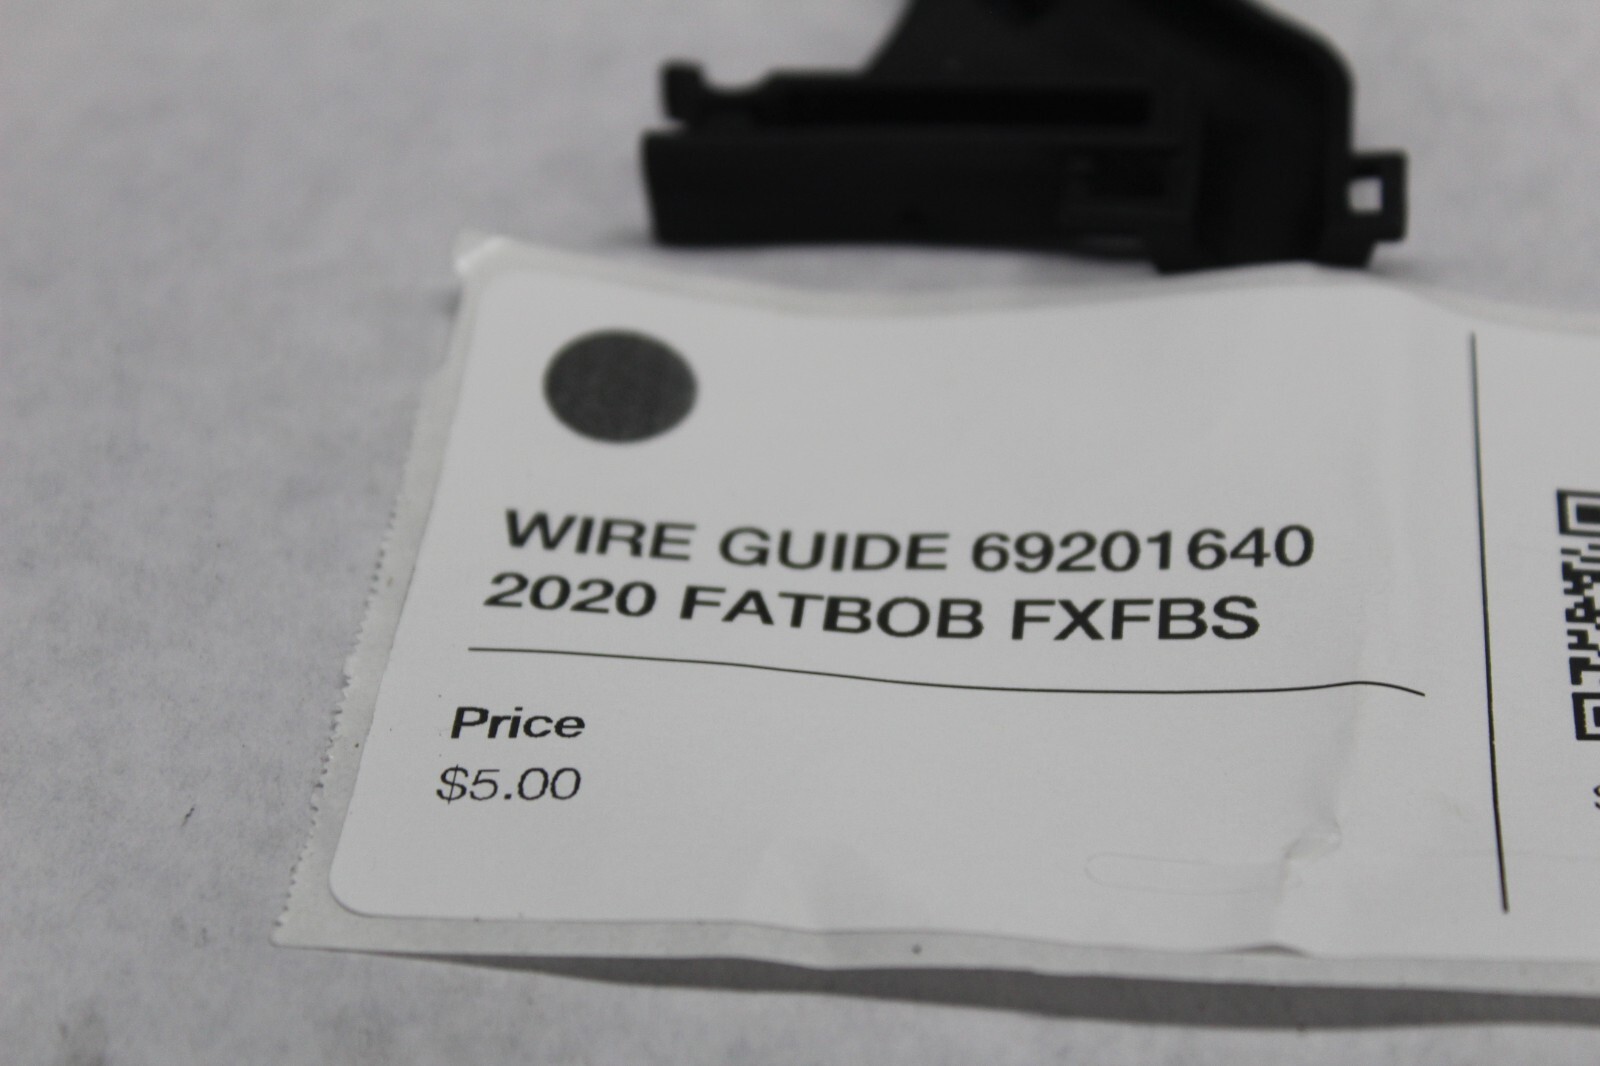 WIRE GUIDE 69201640
2020 FATBOB FXFBS
Price
$5.00